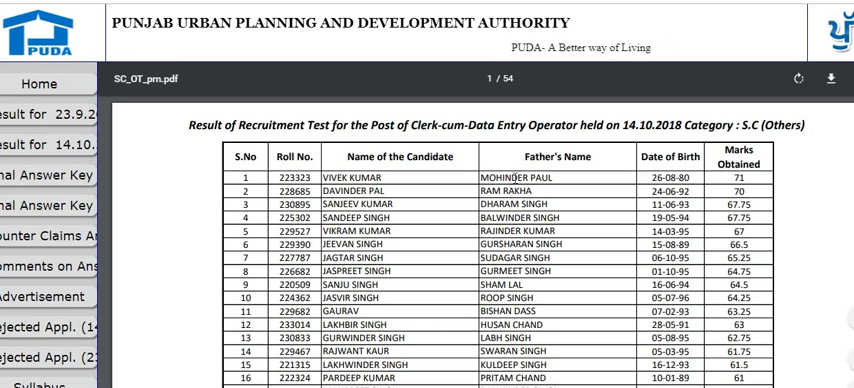 PUDA
PUNJAB URBAN PLANNING AND DEVELOPMENT AUTHORITY
PUDA- A Better way of Living
Home
SC_OT_prn.pdf
1 / 54
esult for 23.9.2
esult for 14.10.
nal Answer Key
nal Answer Key
ounter Claims A
omments on Ans
Advertisement
ejected Appl. (14
ejected Appl. (2
Syllabus
Result of Recruitment Test for the Post of Clerk-cum-Data Entry Operator held on 14.10.2018 Category : S.C (Others)
S.No Roll No. Name of the Candidate Father's Name Date of Birth Marks Obtained
1 223323 VIVEK KUMAR MOHINDER PAUL 26-08-80 71
2 228685 DAVINDER PAL RAM RAKHA 24-06-92 70
3 230895 SANJEEV KUMAR DHARAM SINGH 11-06-93 67.75
4 225302 SANDEEP SINGH BALWINDER SINGH 19-05-94 67.75
5 229527 VIKRAM KUMAR RAJINDER KUMAR 14-03-95 67
6 229390 JEEVAN SINGH GURSHARAN SINGH 15-08-89 66.5
7 227787 JAGTAR SINGH SUDAGAR SINGH 06-10-95 65.25
8 226682 JASPREET SINGH GURMEET SINGH 01-10-95 64.75
9 220509 SANJU SINGH SHAM LAL 16-06-94 64.5
10 224362 JASVIR SINGH ROOP SINGH 05-07-96 64.25
11 229682 GAURAV BISHAN DASS 07-02-93 63.25
12 233014 LAKHBIR SINGH HUSAN CHAND 28-05-91 63
13 230833 GURWINDER SINGH LABH SINGH 05-08-95 62.75
14 229467 RAJWANT KAUR SWARAN SINGH 05-03-95 61.75
15 221315 LAKHWINDER SINGH KULDEEP SINGH 16-12-93 61.5
16 222324 PARDEEP KUMAR PRITAM CHAND 10-01-89 61